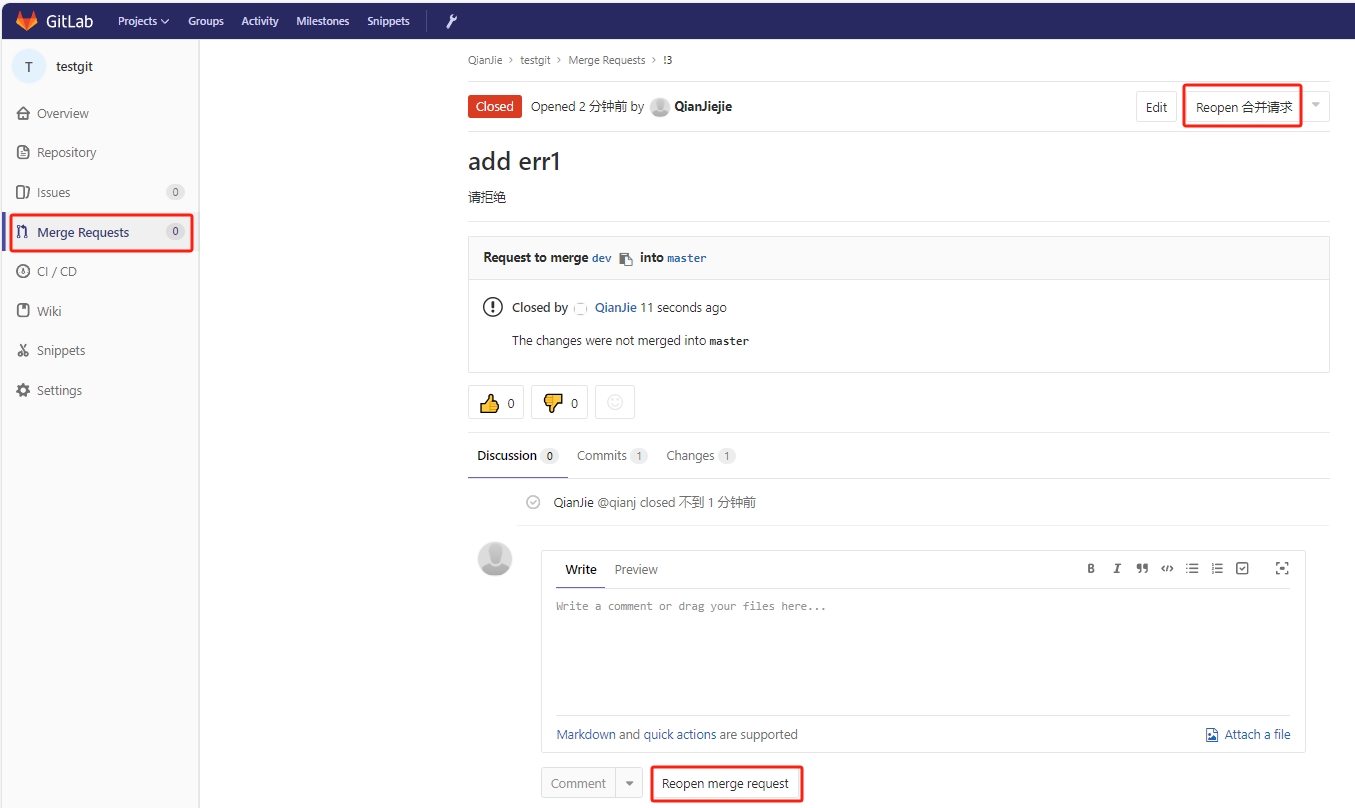 GitLab Projects Groups Activity Milestones Snippets
T testgit
Overview
Repository
Issues 0
Merge Requests 0
CI / CD
Wiki
Snippets
Settings
QianJie > testgit > Merge Requests > !3
Closed Opened 2 分钟前 by QianJiejie Edit Reopen 合并请求
add err1
请拒绝
Request to merge dev into master
Closed by QianJie 11 seconds ago
The changes were not merged into master
0 0
Discussion 0 Commits 1 Changes 1
QianJie @qianj closed 不到 1 分钟前
Write Preview
Write a comment or drag your files here...
Markdown and quick actions are supported Attach a file
Comment Reopen merge request